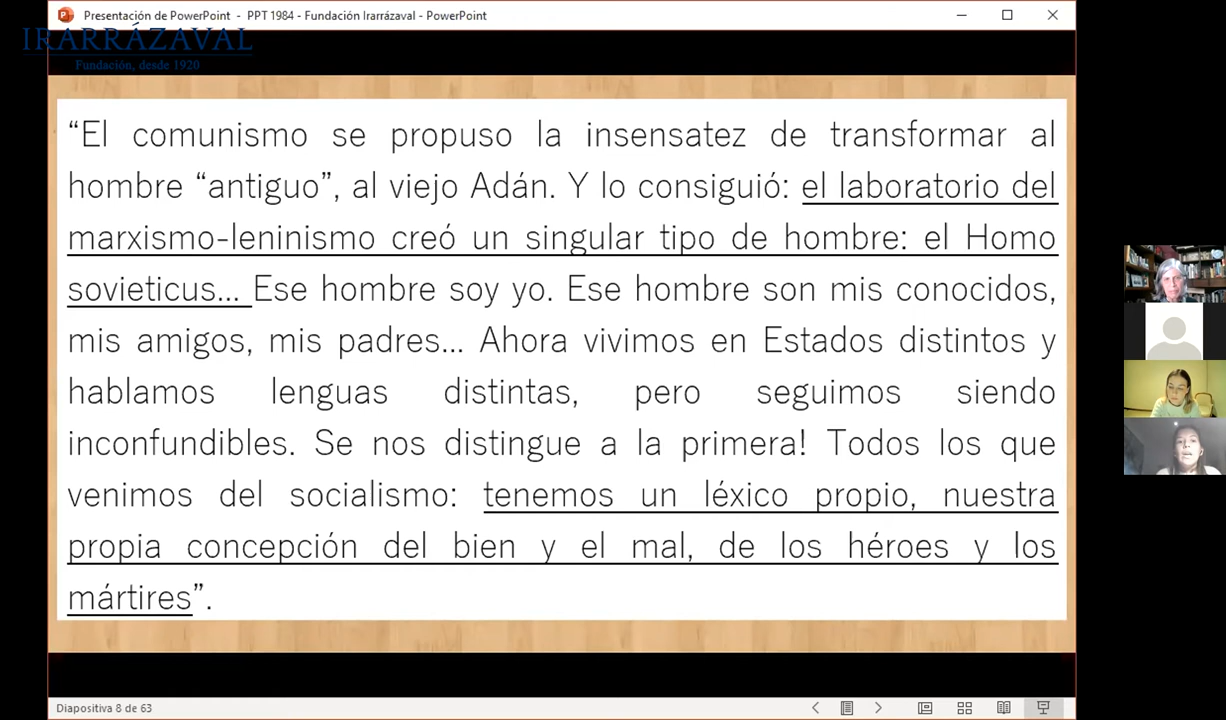 Presentación de PowerPoint - PPT 1984 - Fundación Irarrázaval - PowerPoint
IRARRÁZAVAL
Fundación, desde 1920
“El comunismo se propuso la insensatez de transformar al
hombre “antiguo”, al viejo Adán. Y lo consiguió: el laboratorio del
marxismo-leninismo creó un singular tipo de hombre: el Homo
sovieticus... Ese hombre soy yo. Ese hombre son mis conocidos,
mis amigos, mis padres... Ahora vivimos en Estados distintos y
hablamos lenguas distintas, pero seguimos siendo
inconfundibles. Se nos distingue a la primera! Todos los que
venimos del socialismo: tenemos un léxico propio, nuestra
propia concepción del bien y el mal, de los héroes y los
mártires”.
Diapositiva 8 de 63